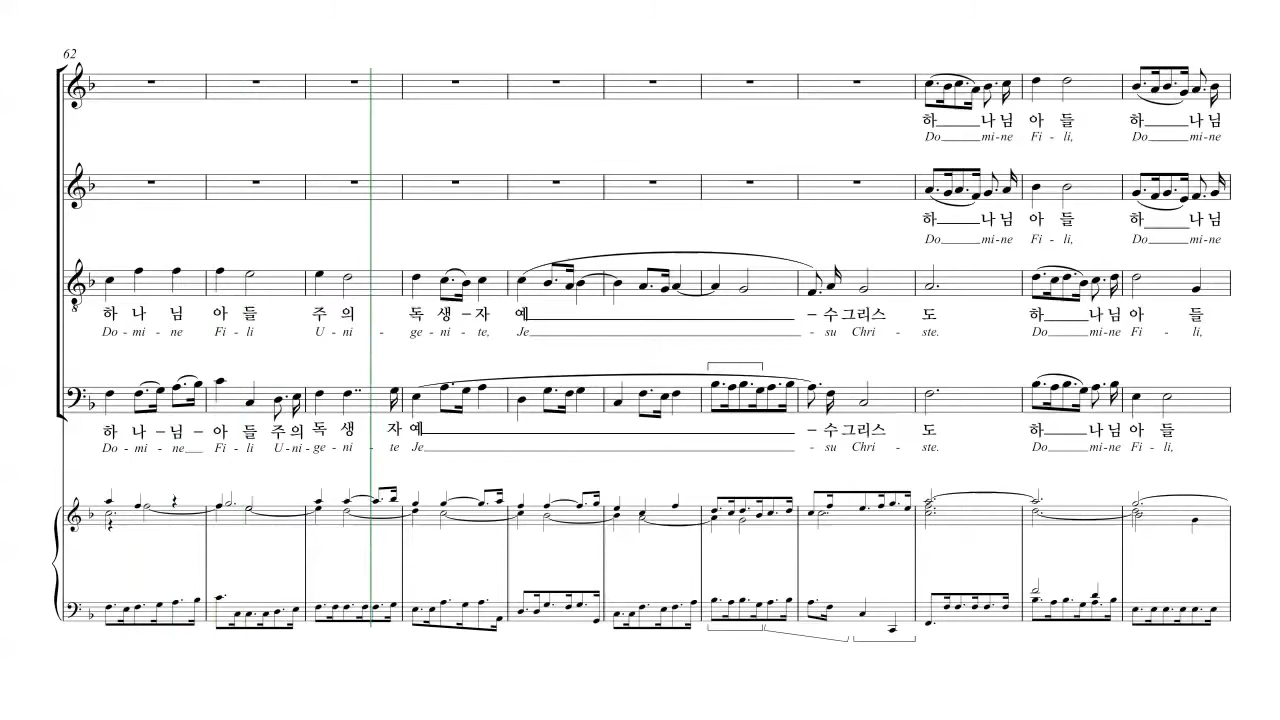 62
하 나 님 아 들 하 나 님
Do mi - ne Fi - li, Do mi - ne
하 나 님 아 들 하 나 님
Do mi - ne Fi - li, Do mi - ne
하 나 님 아 들 주 의 독 생 – 자 예 – 수 그리스 도 하 나 님 아 들
Do - mi - ne Fi - li U - ni - ge - ni - te, Je - su Chri - ste. Do mi - ne Fi - li,
하 나 – 님 – 아 들 주 의 독 생 자 예 – 수 그리스 도 하 나 님 아 들
Do - mi - ne Fi - li U - ni - ge - ni - te Je - su Chri - ste. Do mi - ne Fi - li,